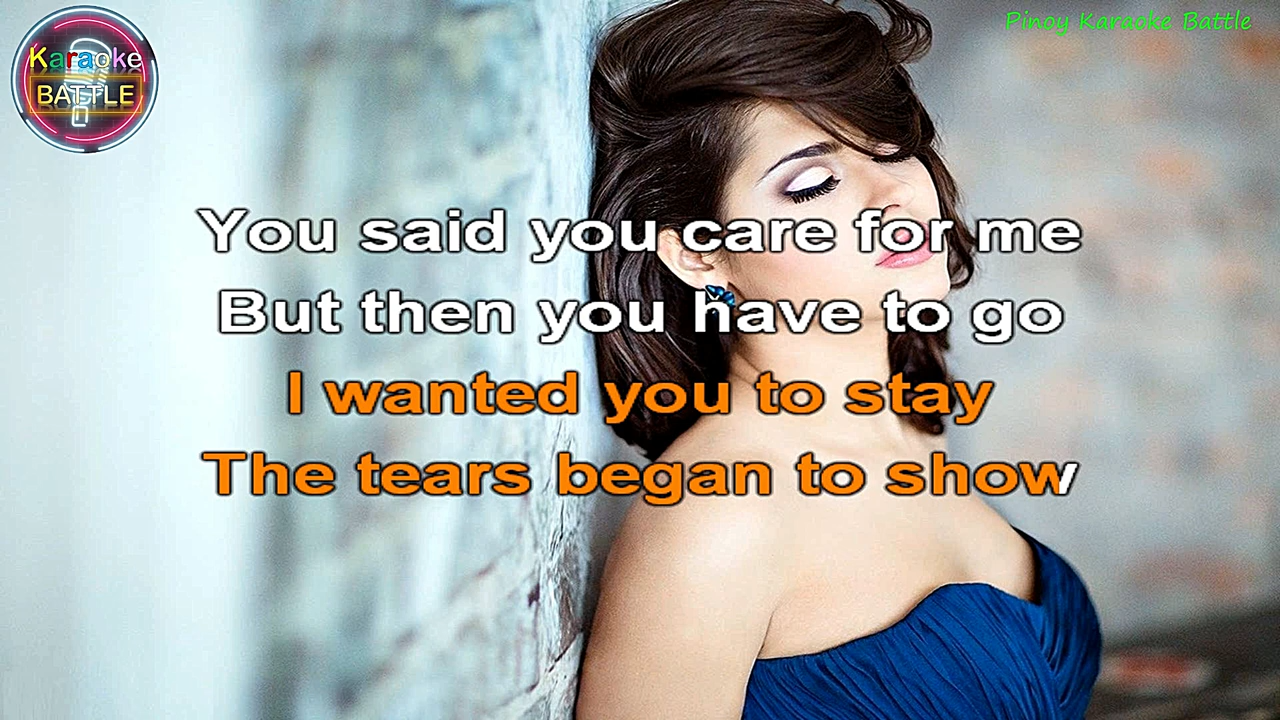 Pinoy Karaoke Battle
Karaoke
BATTLE
You said you care for me
But then you have to go
I wanted you to stay
The tears began to show